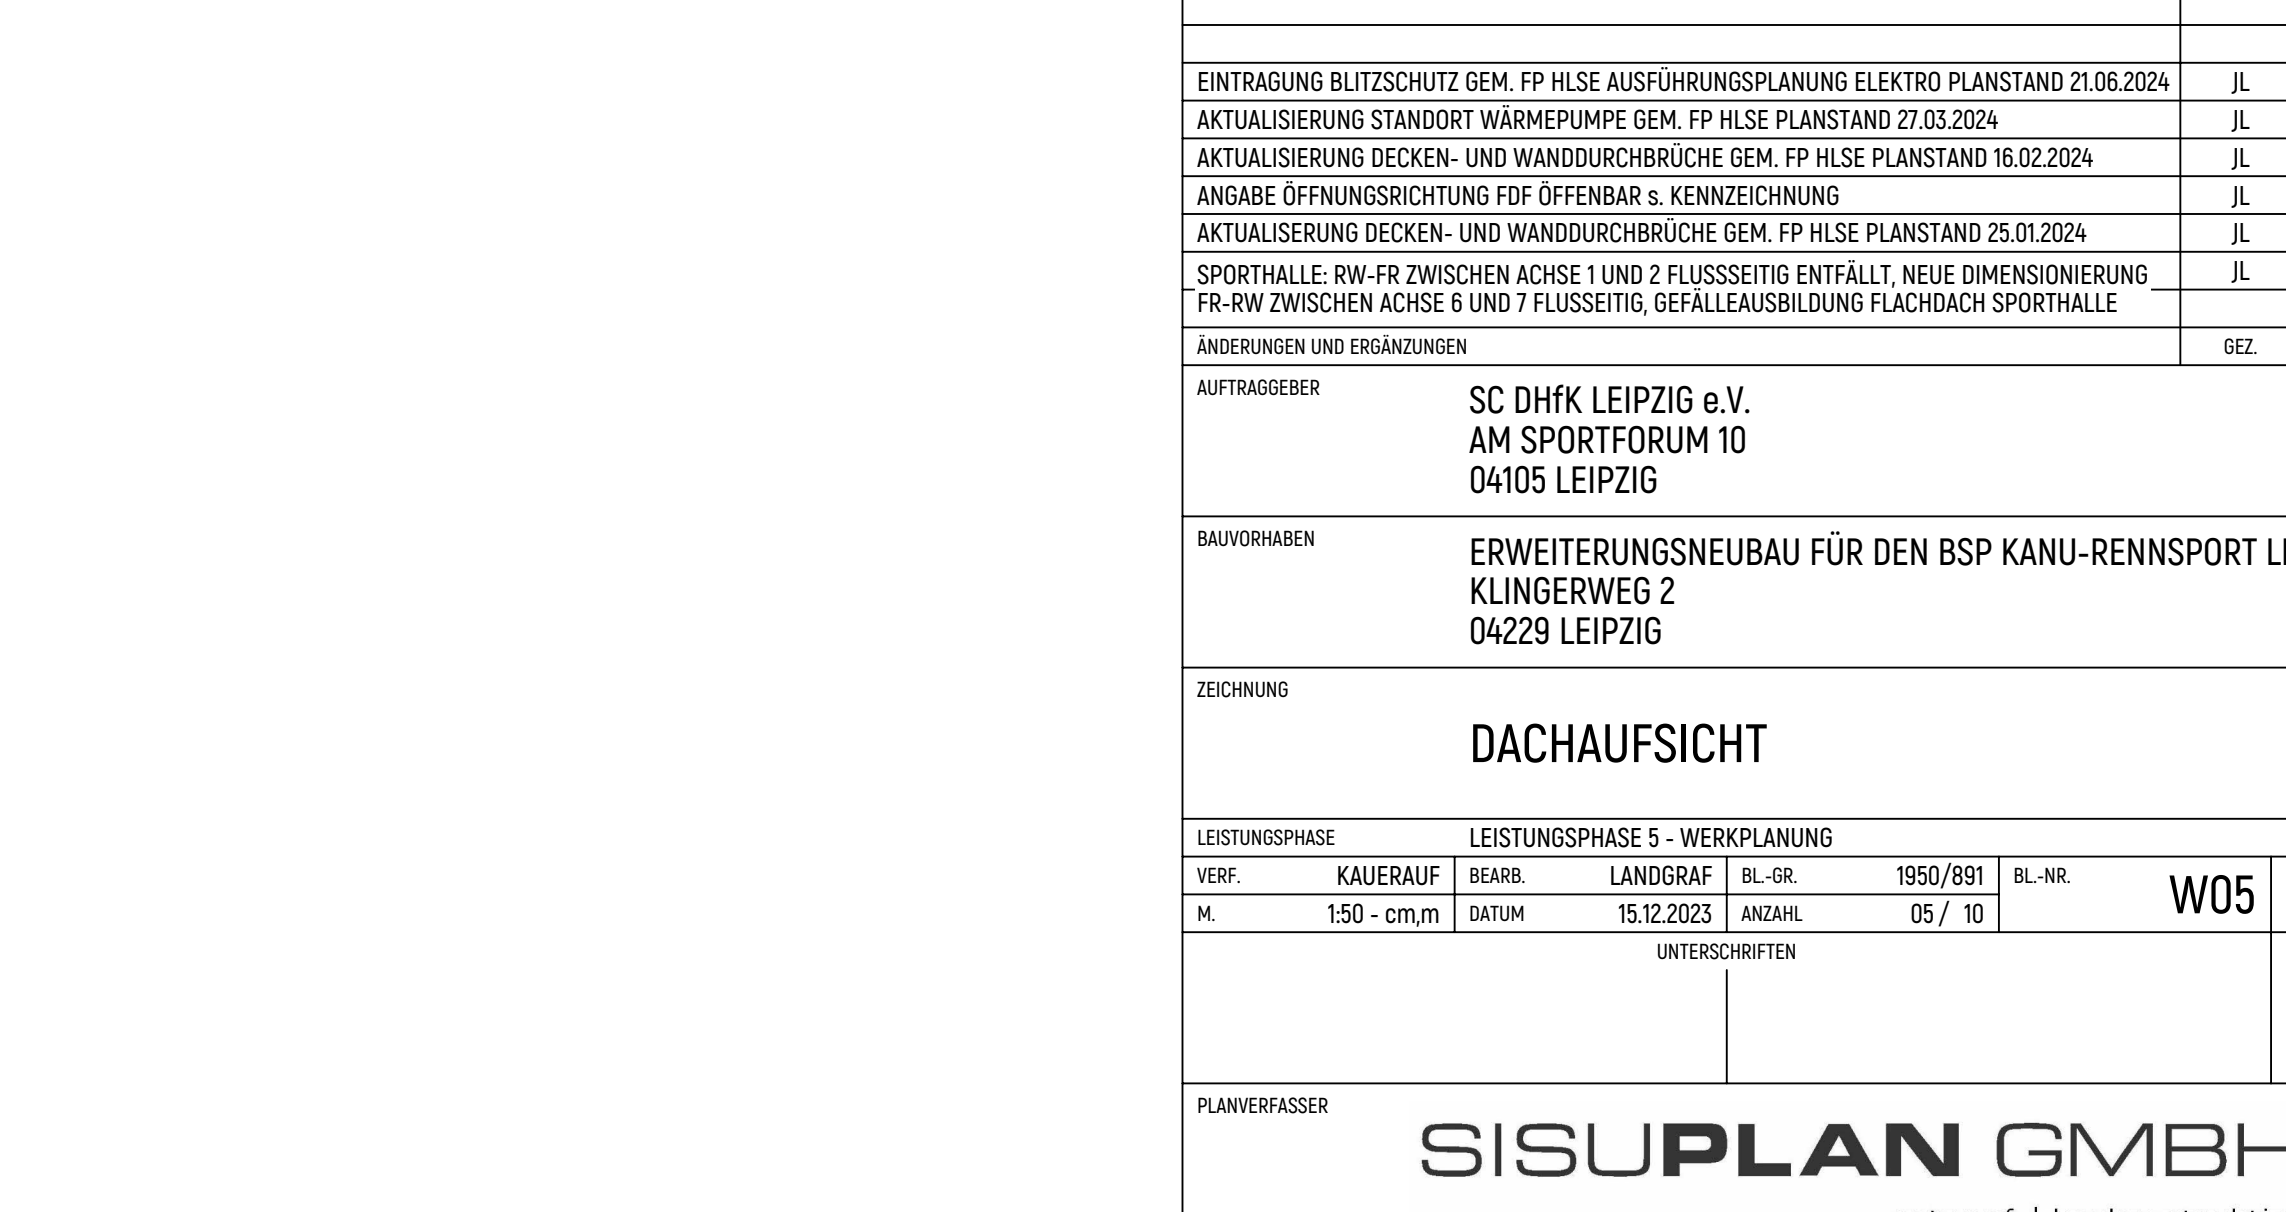 EINTRAGUNG BLITZSCHUTZ GEM. FP HLSE AUSFÜHRUNGSPLANUNG ELEKTRO PLANSTAND 21.06.2024 JL
AKTUALISIERUNG STANDORT WÄRMEPUMPE GEM. FP HLSE PLANSTAND 27.03.2024 JL
AKTUALISIERUNG DECKEN- UND WANDDURCHBRÜCHE GEM. FP HLSE PLANSTAND 16.02.2024 JL
ANGABE ÖFFNUNGSRICHTUNG FDF ÖFFENBAR s. KENNZEICHNUNG JL
AKTUALISERUNG DECKEN- UND WANDDURCHBRÜCHE GEM. FP HLSE PLANSTAND 25.01.2024 JL
SPORTHALLE: RW-FR ZWISCHEN ACHSE 1 UND 2 FLUSSSEITIG ENTFÄLLT, NEUE DIMENSIONIERUNG JL
FR-RW ZWISCHEN ACHSE 6 UND 7 FLUSSEITIG, GEFÄLLEAUSBILDUNG FLACHDACH SPORTHALLE
ÄNDERUNGEN UND ERGÄNZUNGEN GEZ.
AUFTRAGGEBER SC DHfK LEIPZIG e.V.
AM SPORTFORUM 10
04105 LEIPZIG
BAUVORHABEN ERWEITERUNGSNEUBAU FÜR DEN BSP KANU-RENNSPORT
KLINGERWEG 2
04229 LEIPZIG
ZEICHNUNG
DACHAUFSICHT
LEISTUNGSPHASE LEISTUNGSPHASE 5 - WERKPLANUNG
VERF. KAUERAUF BEARB. LANDGRAF BL.-GR. 1950/891 BL.-NR. W05
M. 1:50 - cm,m DATUM 15.12.2023 ANZAHL 05 / 10
UNTERSCHRIFTEN
PLANVERFASSER
SISUPLAN GMBH